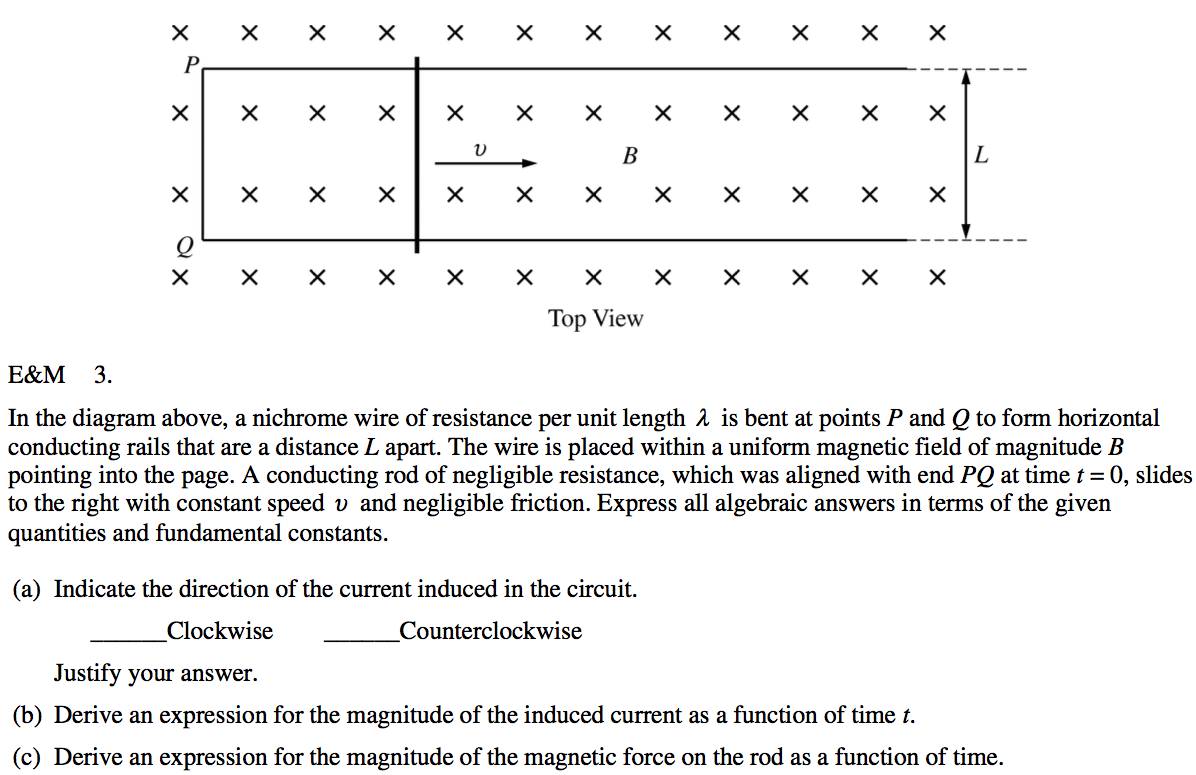 × × × × × × × × × × × ×
P
× × × × × × × × × × × ×
υ B L
× × × × × × × × × × × ×
Q
× × × × × × × × × × × ×
Top View
E&M 3.
In the diagram above, a nichrome wire of resistance per unit length λ is bent at points P and Q to form horizontal
conducting rails that are a distance L apart. The wire is placed within a uniform magnetic field of magnitude B
pointing into the page. A conducting rod of negligible resistance, which was aligned with end PQ at time t = 0, slides
to the right with constant speed υ and negligible friction. Express all algebraic answers in terms of the given
quantities and fundamental constants.
(a) Indicate the direction of the current induced in the circuit.
______Clockwise ______Counterclockwise
Justify your answer.
(b) Derive an expression for the magnitude of the induced current as a function of time t.
(c) Derive an expression for the magnitude of the magnetic force on the rod as a function of time.